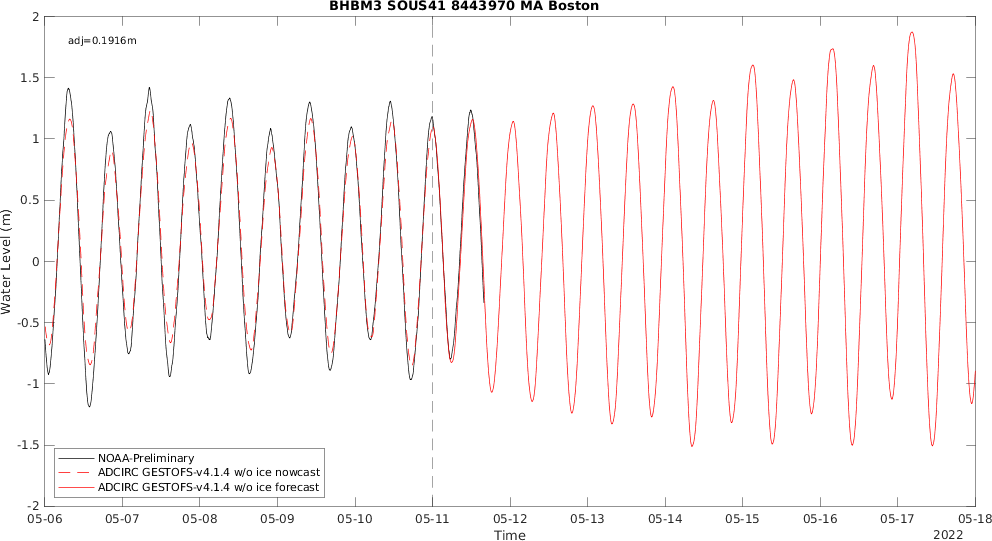 BHBM3 SOUS41 8443970 MA Boston
adj=0.1916m
2
1.5
1
0.5
0
-0.5
-1
-1.5
-2
Water Level (m)
NOAA-Preliminary
ADCIRC GESTOFS-v4.1.4 w/o ice nowcast
ADCIRC GESTOFS-v4.1.4 w/o ice forecast
05-06 05-07 05-08 05-09 05-10 05-11 05-12 05-13 05-14 05-15 05-16 05-17 05-18
Time
2022